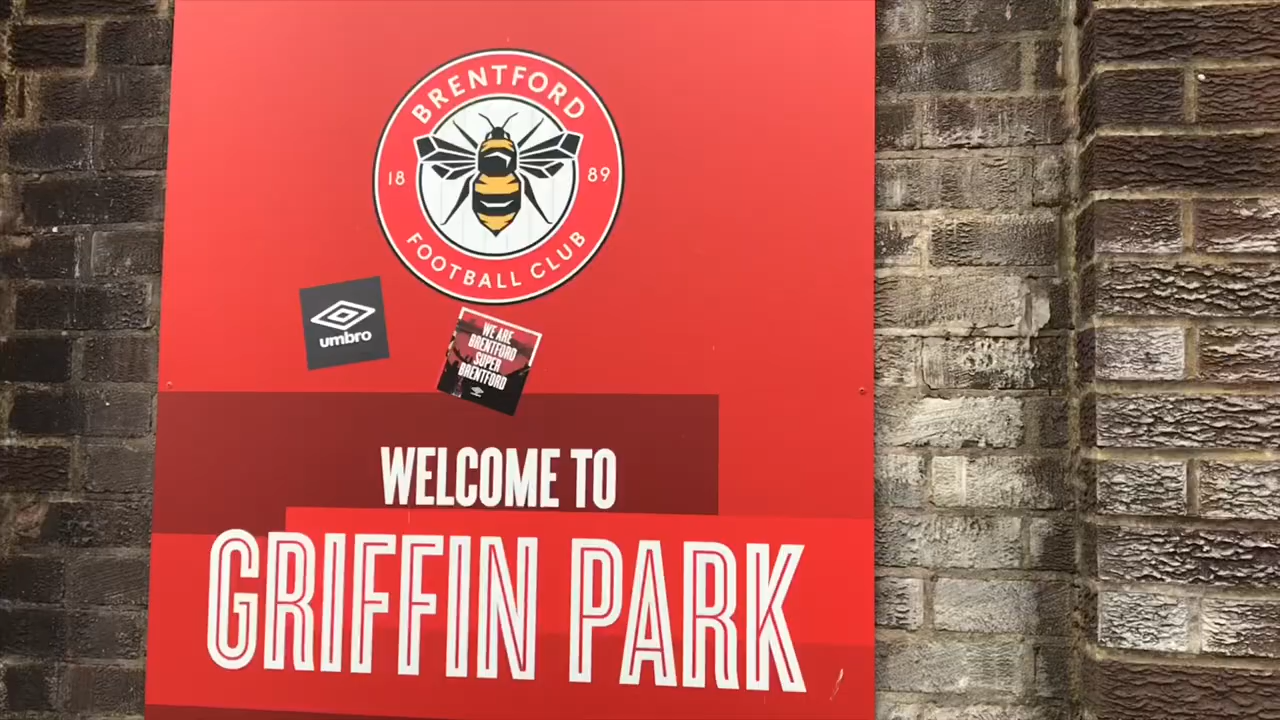 BRENTFORD
18 89
FOOTBALL CLUB
umbro
WE ARE
BRENTFORD
SUPER
BRENTFORD
WELCOME TO
GRIFFIN PARK